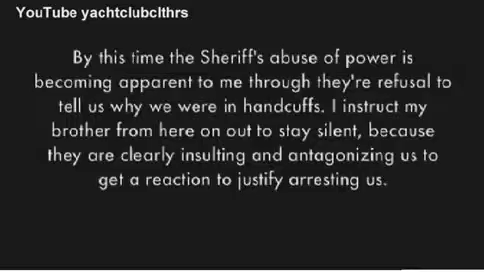 YouTube yachtclubclthrs
By this time the Sheriff's abuse of power is
becoming apparent to me through they're refusal to
tell us why we were in handcuffs. I instruct my
brother from here on out to stay silent, because
they are clearly insulting and antagonizing us to
get a reaction to justify arresting us.